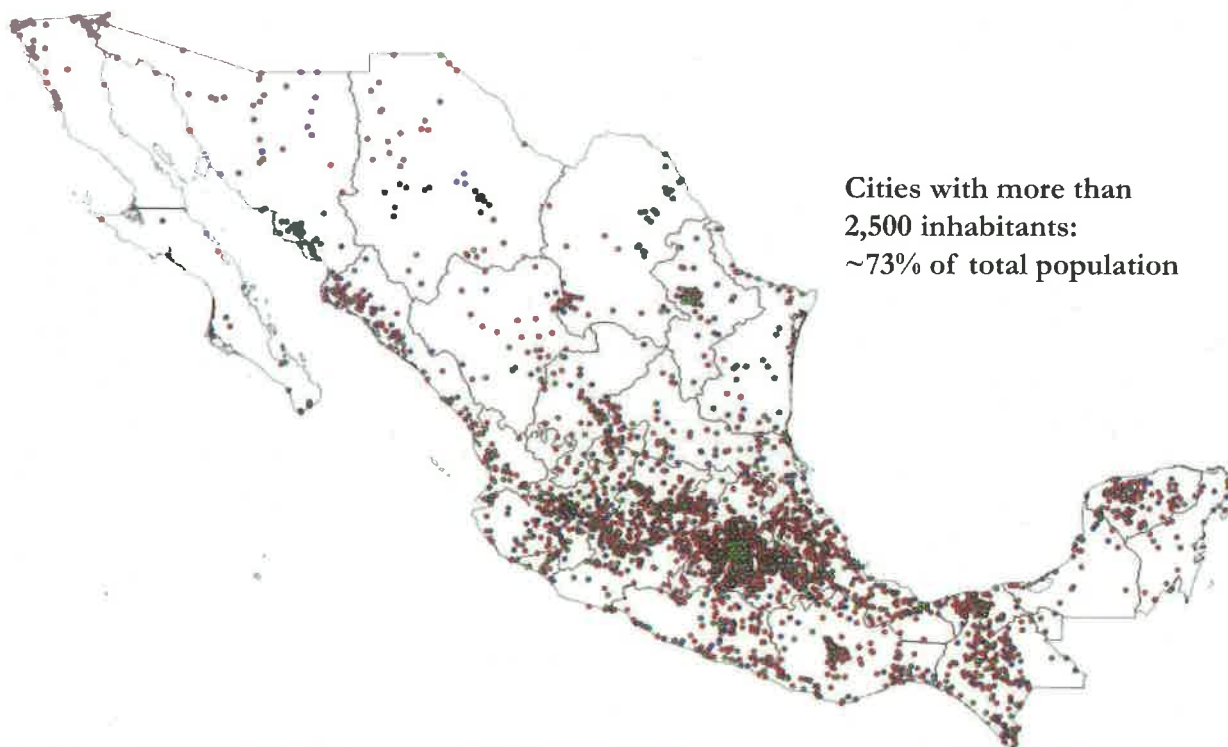 Cities with more than
2,500 inhabitants:
~73% of total population